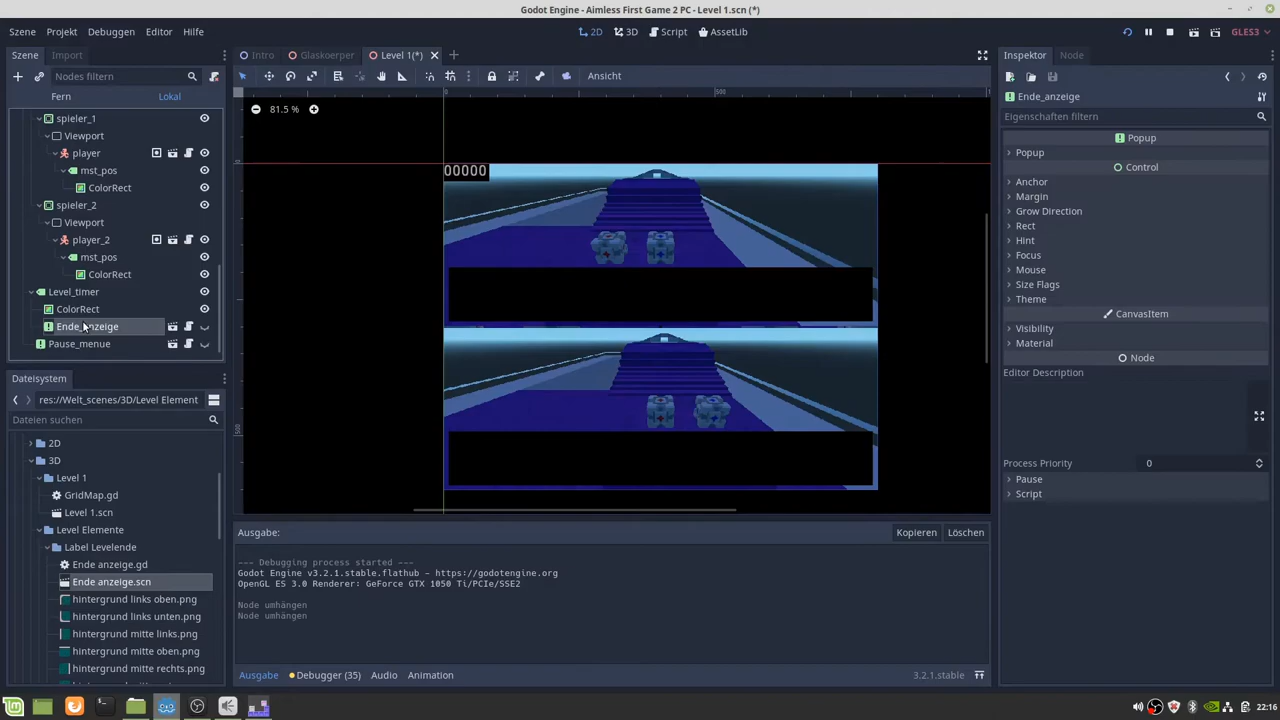 Godot Engine - Aimless First Game 2 PC - Level 1.scn (*)
Szene Projekt Debuggen Editor Hilfe
2D 3D Script AssetLib
GLES3
Szene Import
Nodes filtern
Fern Lokal
spieler_1
Viewport
player
mst_pos
ColorRect
spieler_2
Viewport
player_2
mst_pos
ColorRect
Level_timer
ColorRect
Ende_anzeige
Pause_menue
Dateisystem
res://Welt_scenes/3D/Level Element
Dateien suchen
2D
3D
Level 1
GridMap.gd
Level 1.scn
Level Elemente
Label Levelende
Ende anzeige.gd
Ende anzeige.scn
hintergrund links oben.png
hintergrund links unten.png
hintergrund mitte links.png
hintergrund mitte oben.png
hintergrund mitte rechts.png
Intro Glaskoerper Level 1(*)
Ansicht
0 500
81.5 %
00000
Ausgabe: Kopieren Löschen
--- Debugging process started ---
Godot Engine v3.2.1.stable.flathub - https://godotengine.org
OpenGL ES 3.0 Renderer: GeForce GTX 1050 Ti/PCIe/SSE2
Node umhängen
Node umhängen
Ausgabe Debugger (35) Audio Animation 3.2.1.stable
Inspektor Node
Ende_anzeige
Eigenschaften filtern
Popup
Popup
Control
Anchor
Margin
Grow Direction
Rect
Hint
Focus
Mouse
Size Flags
Theme
CanvasItem
Visibility
Material
Node
Editor Description
Process Priority 0
Pause
Script
22:16